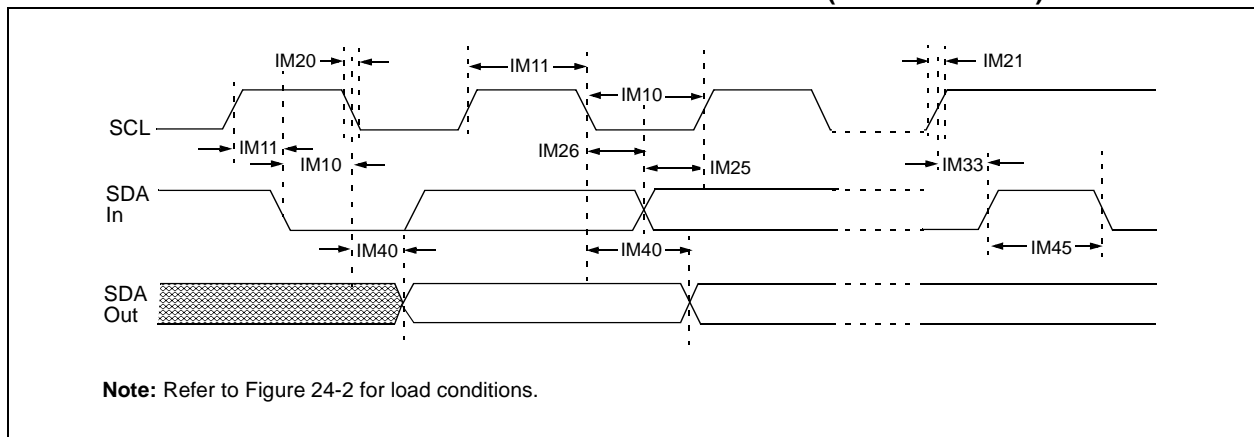 IM20
IM11
IM21
IM10
SCL
IM11
IM10
IM26
IM25
IM33
SDA
In
IM40
IM40
IM45
SDA
Out
Note: Refer to Figure 24-2 for load conditions.